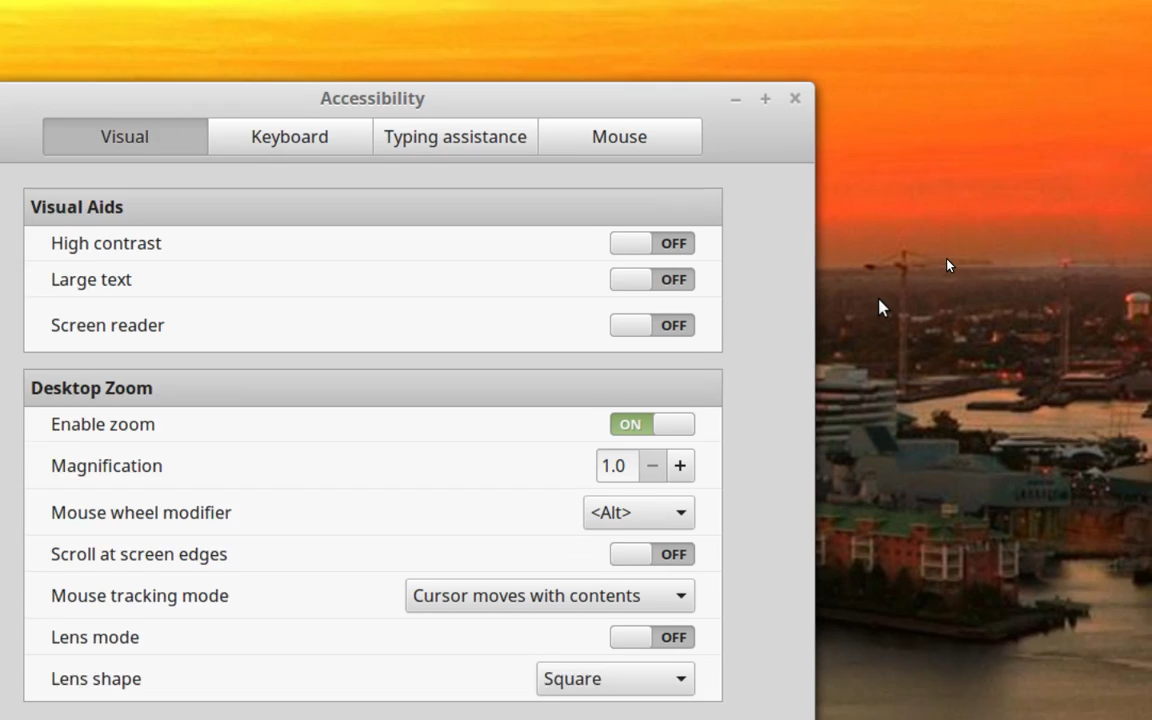 Accessibility
Visual Keyboard Typing assistance Mouse
Visual Aids
High contrast OFF
Large text OFF
Screen reader OFF
Desktop Zoom
Enable zoom ON
Magnification 1.0 − +
Mouse wheel modifier <Alt>
Scroll at screen edges OFF
Mouse tracking mode Cursor moves with contents
Lens mode OFF
Lens shape Square